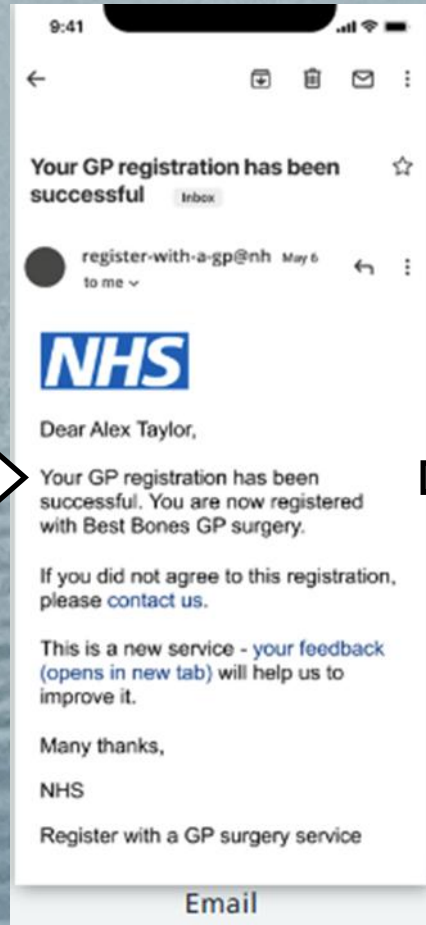 9:41
Your GP registration has been
successful Inbox
register-with-a-gp@nh May 6
to me
NHS
Dear Alex Taylor,
Your GP registration has been
successful. You are now registered
with Best Bones GP surgery.
If you did not agree to this registration,
please contact us.
This is a new service - your feedback
(opens in new tab) will help us to
improve it.
Many thanks,
NHS
Register with a GP surgery service
Email